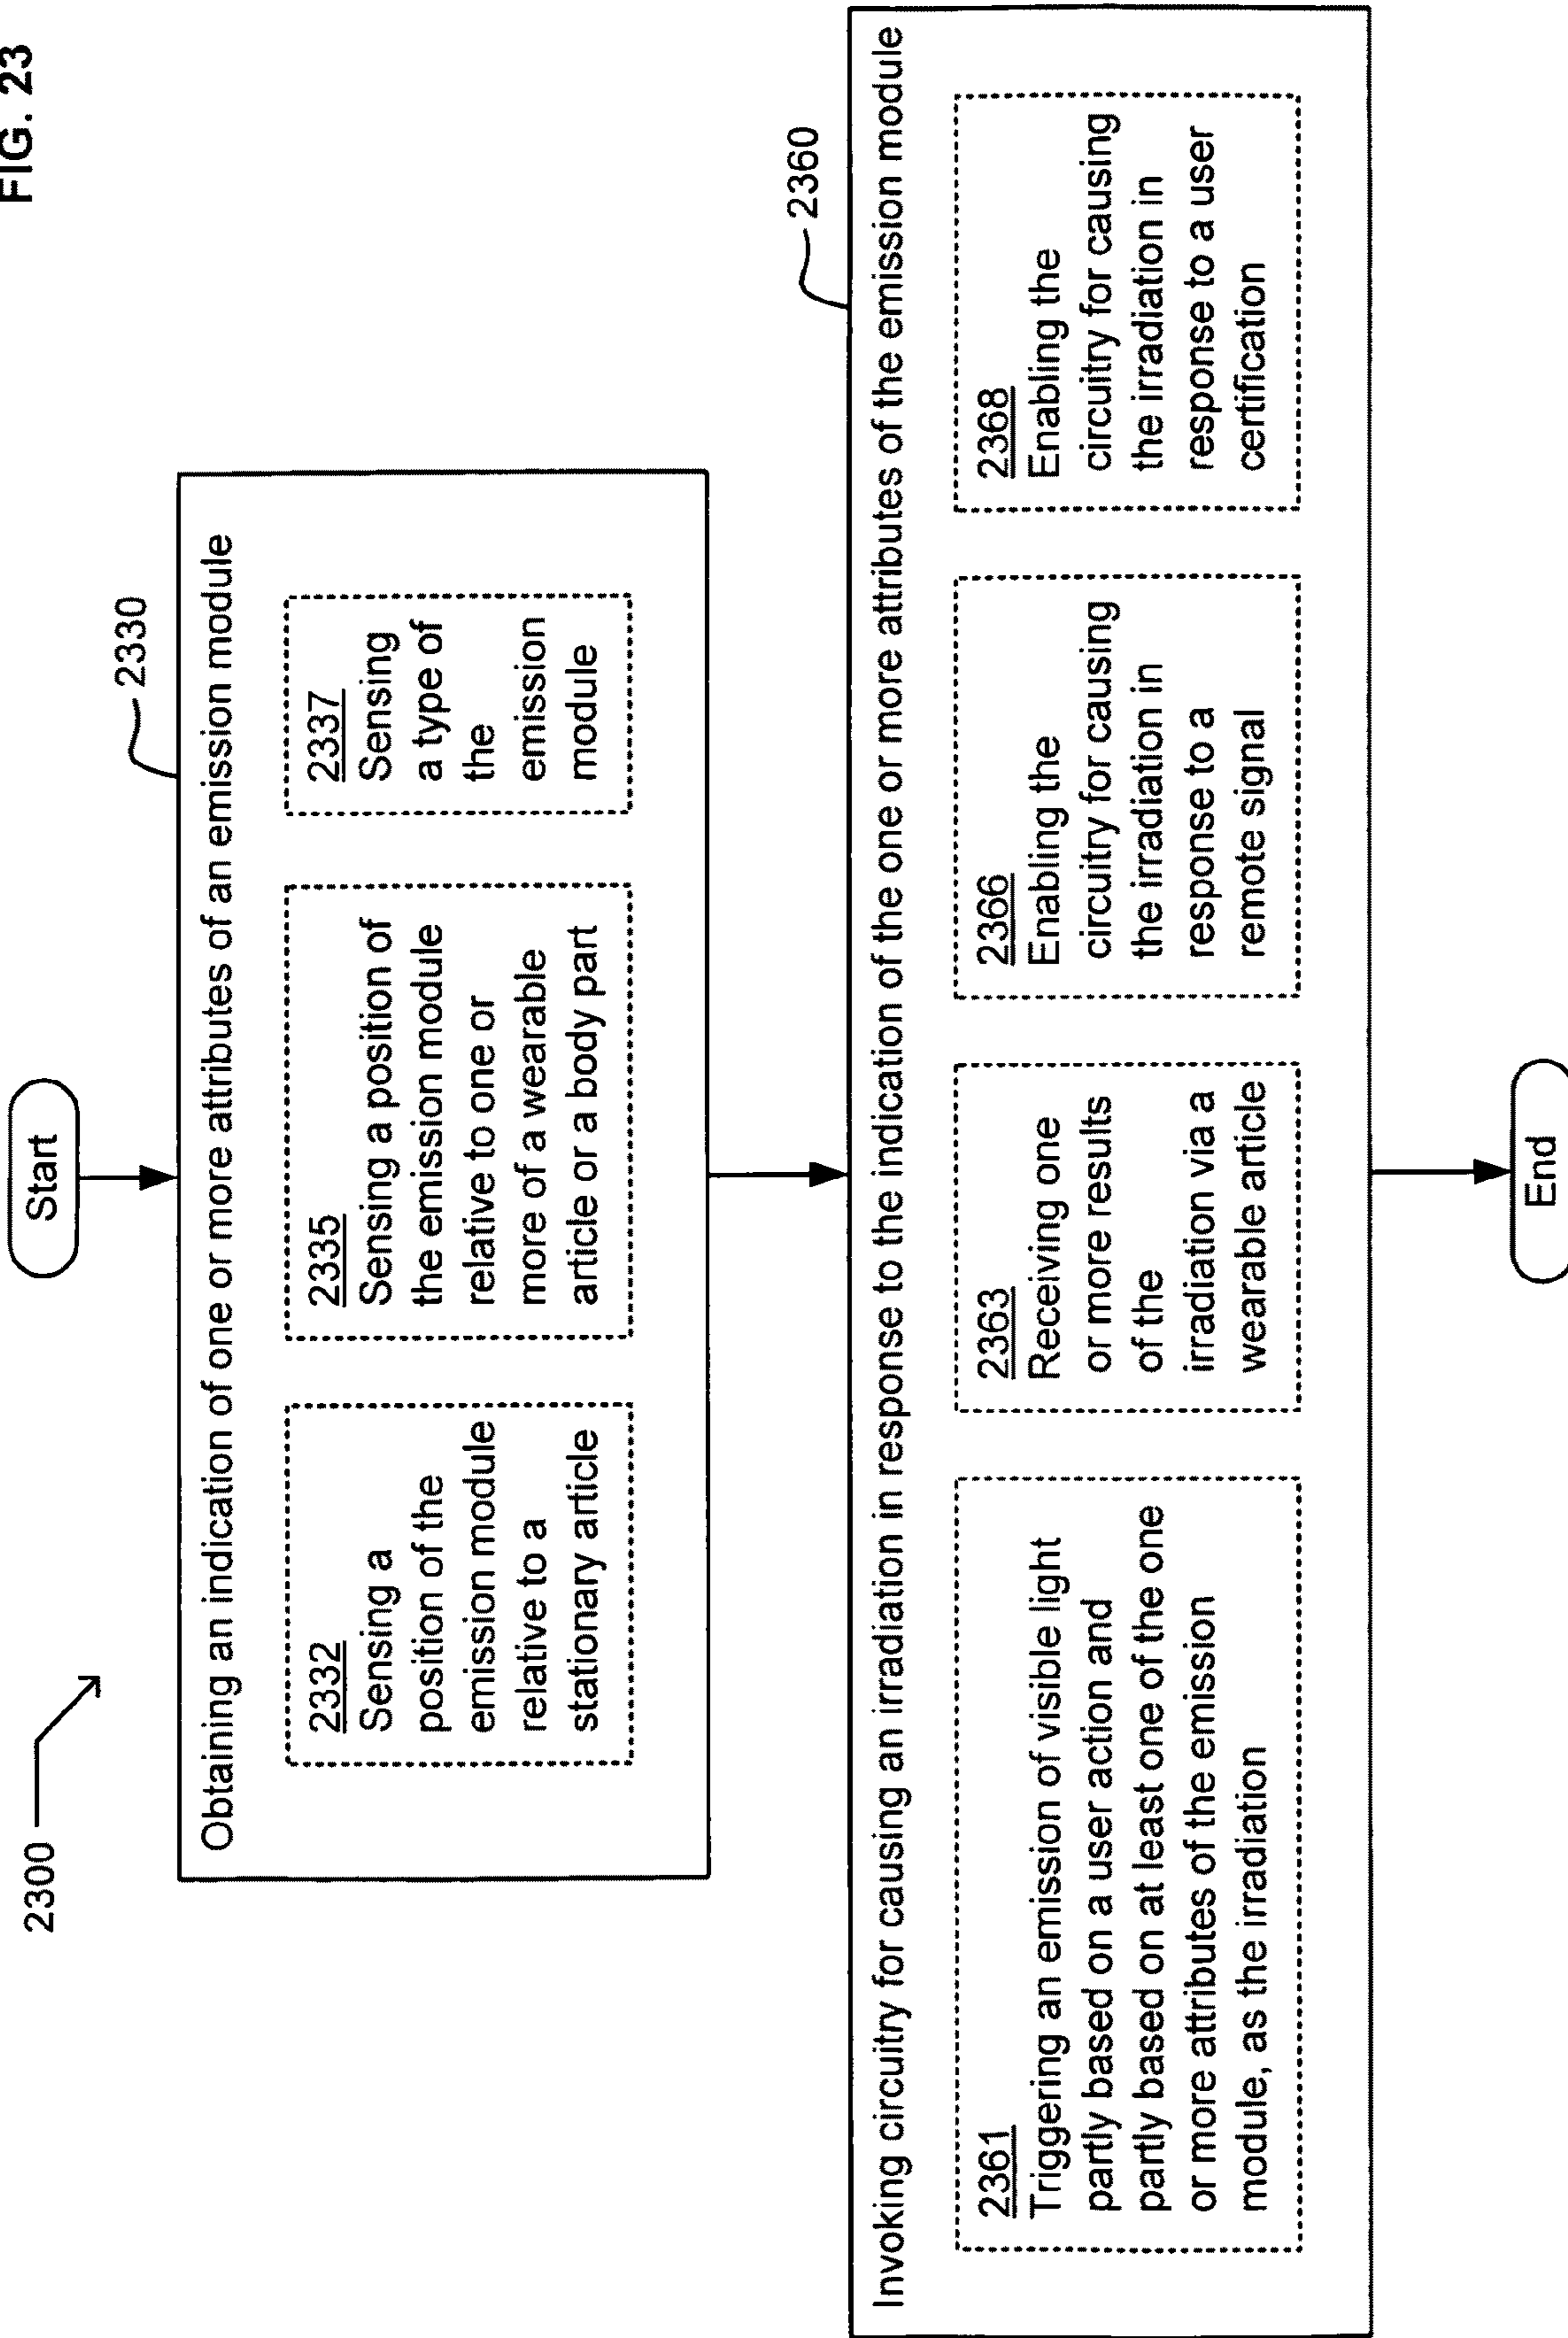 FIG. 23
2300
Start
2330
Obtaining an indication of one or more attributes of an emission module
2332
Sensing a
position of the
emission module
relative to a
stationary article
2335
Sensing a position of
the emission module
relative to one or
more of a wearable
article or a body part
2337
Sensing
a type of
the
emission
module
2360
Invoking circuitry for causing an irradiation in response to the indication of the one or more attributes of the emission module
2361
Triggering an emission of visible light
partly based on a user action and
partly based on at least one of the one
or more attributes of the emission
module, as the irradiation
2363
Receiving one
or more results
of the
irradiation via a
wearable article
2366
Enabling the
circuitry for causing
the irradiation in
response to a
remote signal
2368
Enabling the
circuitry for causing
the irradiation in
response to a user
certification
End